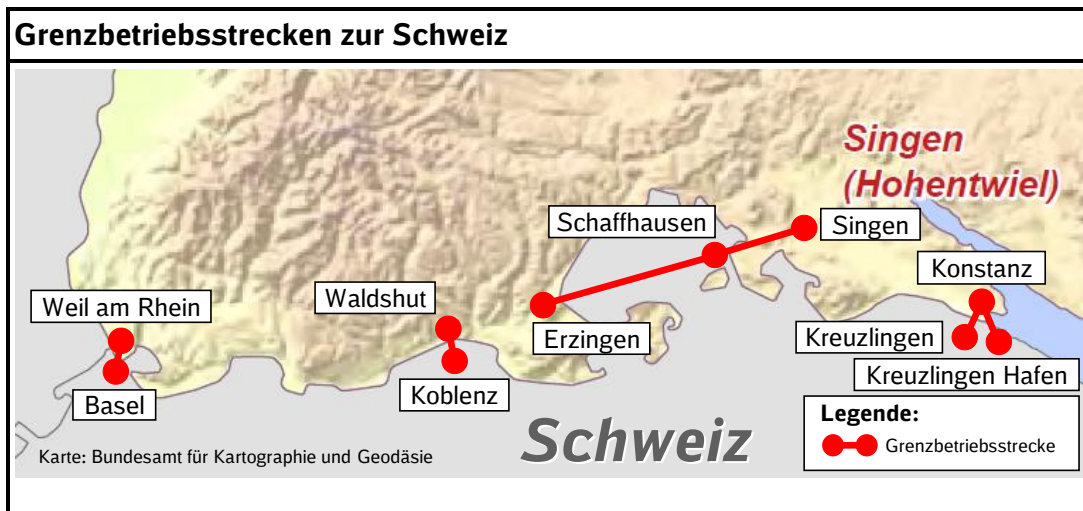 Grenzbetriebsstrecken zur Schweiz
Singen
(Hohentwiel)
Schaffhausen
Singen
Konstanz
Weil am Rhein
Waldshut
Erzingen
Kreuzlingen
Kreuzlingen Hafen
Basel
Koblenz
Schweiz
Legende:
Grenzbetriebsstrecke
Karte: Bundesamt für Kartographie und Geodäsie